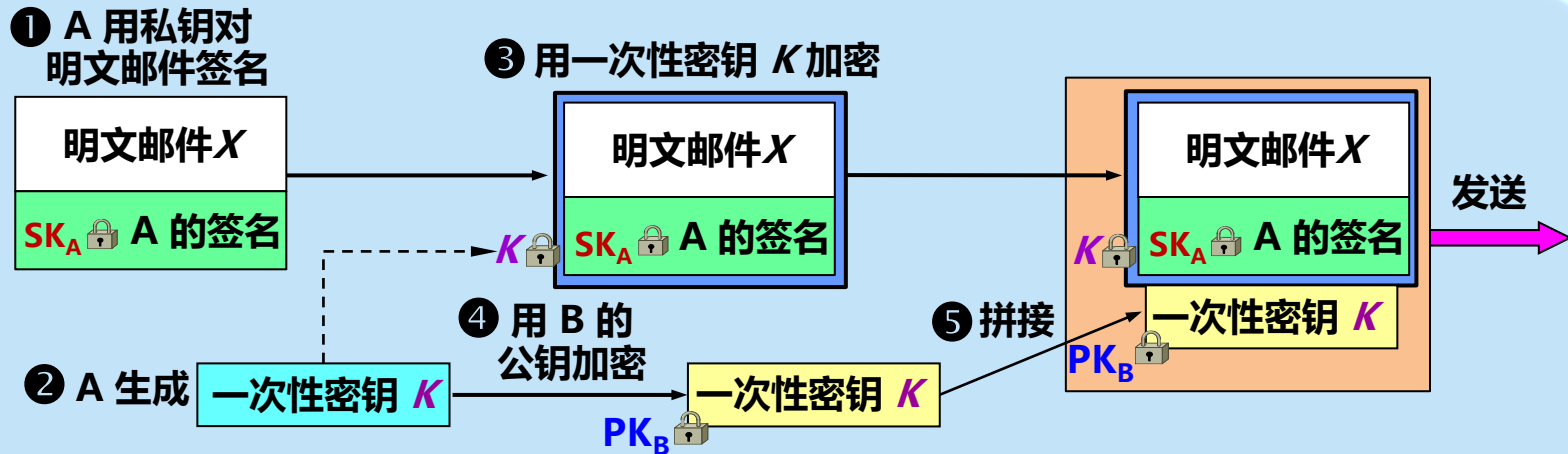 ❶ A 用私钥对
明文邮件签名
明文邮件X
SKA A 的签名
❷ A 生成
一次性密钥 K
❸ 用一次性密钥 K 加密
明文邮件X
K
SKA A 的签名
❹ 用 B 的
公钥加密
一次性密钥 K
PKB
❺ 拼接
明文邮件X
K
SKA A 的签名
一次性密钥 K
PKB
发送